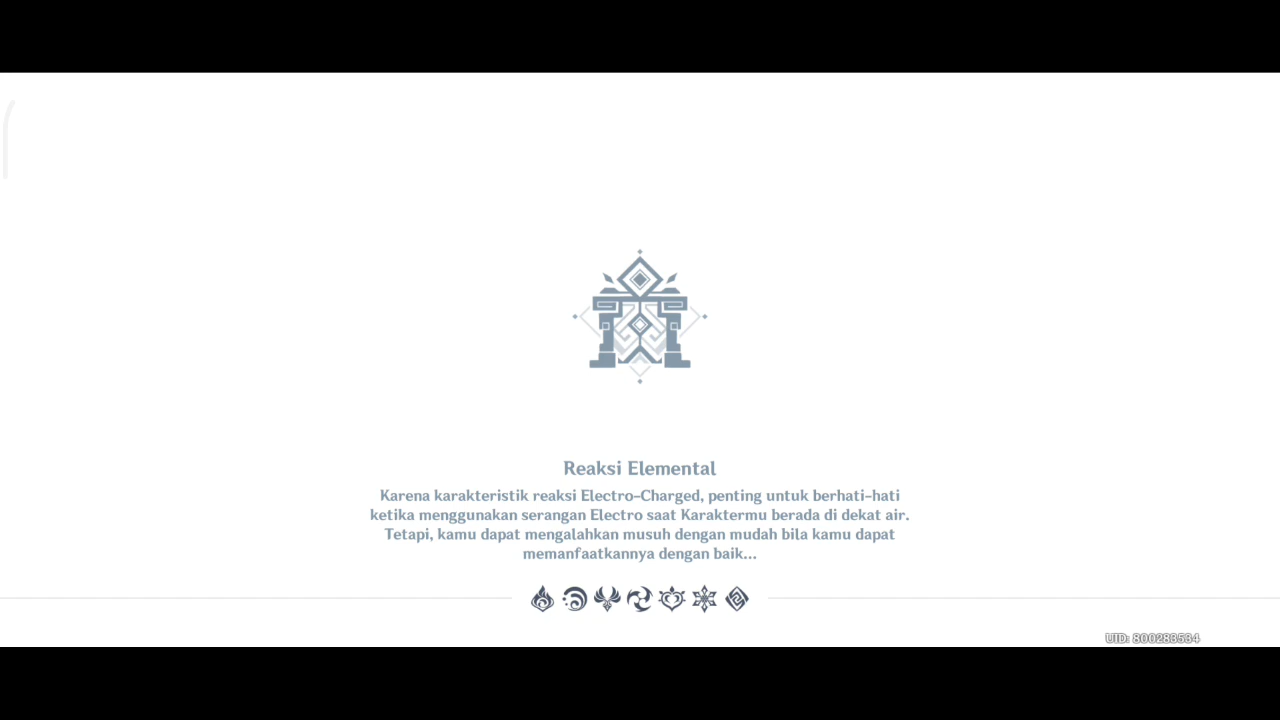 Reaksi Elemental
Karena karakteristik reaksi Electro-Charged, penting untuk berhati-hati
ketika menggunakan serangan Electro saat Karaktermu berada di dekat air.
Tetapi, kamu dapat mengalahkan musuh dengan mudah bila kamu dapat
memanfaatkannya dengan baik...
UID: 800283534